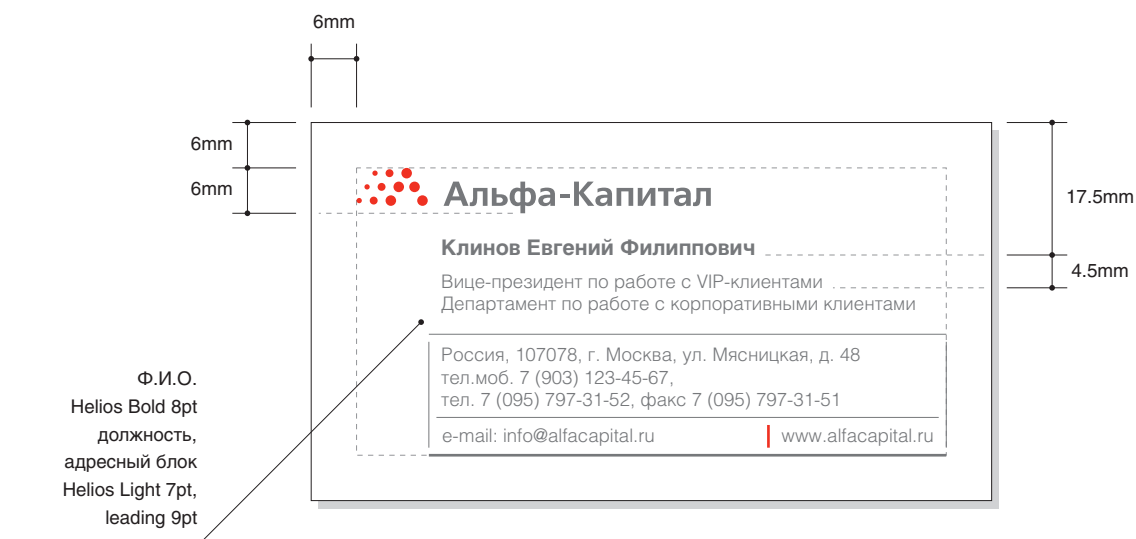 6mm
6mm
6mm
17.5mm
4.5mm
Альфа-Капитал
Клинов Евгений Филиппович
Вице-президент по работе с VIP-клиентами
Департамент по работе с корпоративными клиентами
Россия, 107078, г. Москва, ул. Мясницкая, д. 48
тел.моб. 7 (903) 123-45-67,
тел. 7 (095) 797-31-52, факс 7 (095) 797-31-51
e-mail: info@alfacapital.ru
www.alfacapital.ru
Ф.И.О.
Helios Bold 8pt
должность,
адресный блок
Helios Light 7pt,
leading 9pt